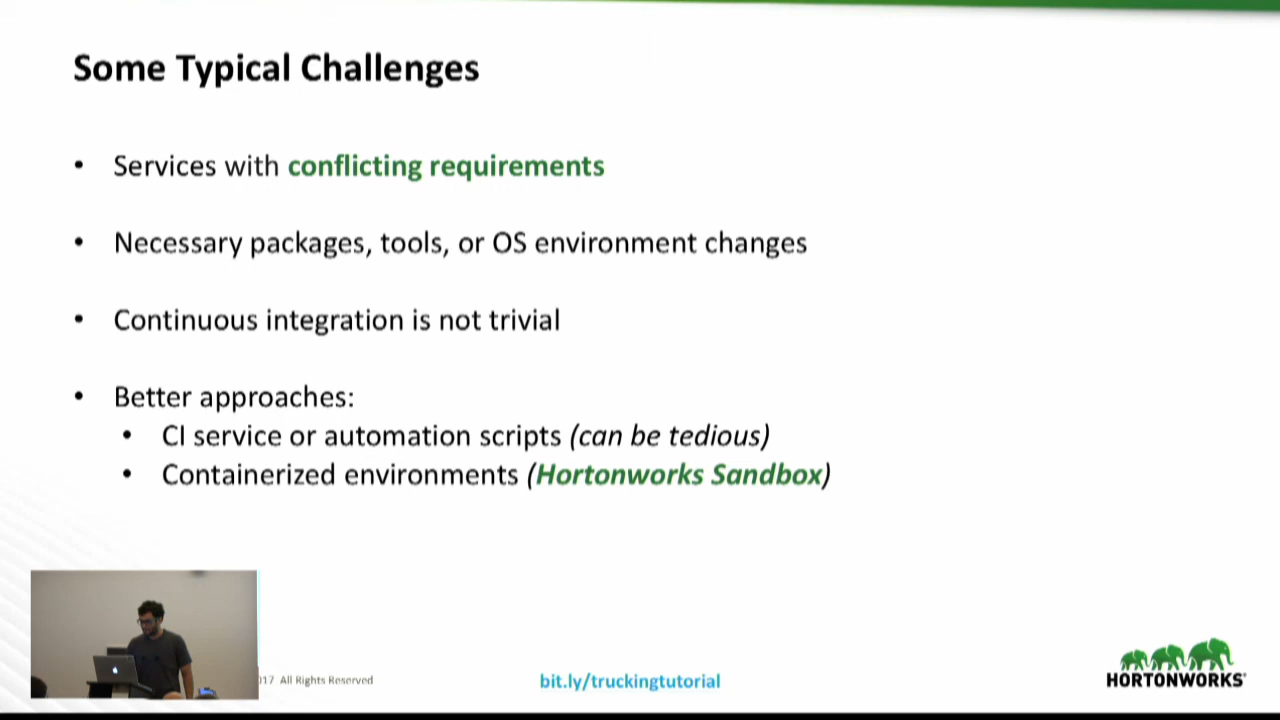 Some Typical Challenges
• Services with conflicting requirements
• Necessary packages, tools, or OS environment changes
• Continuous integration is not trivial
• Better approaches:
• CI service or automation scripts (can be tedious)
• Containerized environments (Hortonworks Sandbox)
17 All Rights Reserved
bit.ly/truckingtutorial
HORTONWORKS